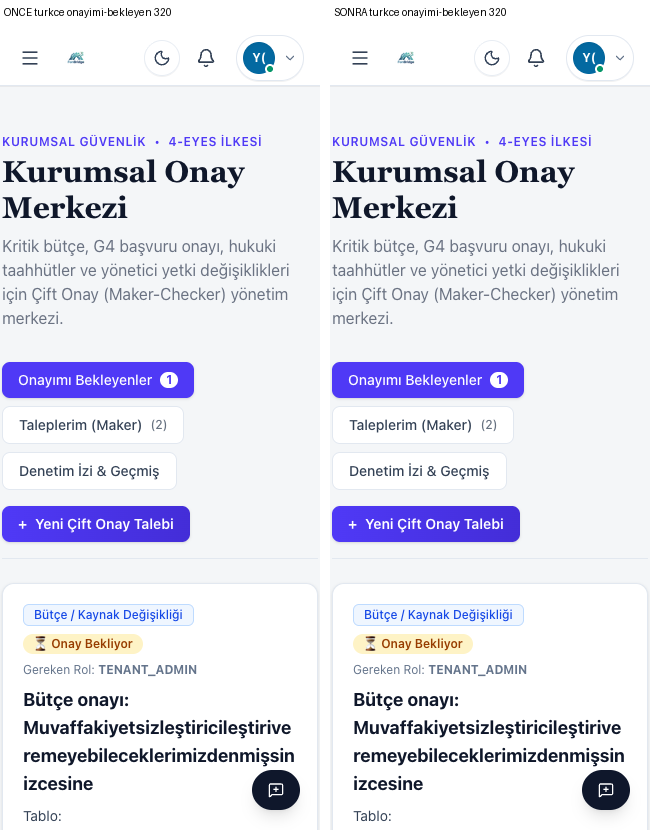 ONCE turkce onayimi-bekleyen 320
Y(
KURUMSAL GÜVENLİK • 4-EYES İLKESİ
Kurumsal Onay
Merkezi
Kritik bütçe, G4 başvuru onayı, hukuki
taahhütler ve yönetici yetki değişiklikleri
için Çift Onay (Maker-Checker) yönetim
merkezi.
Onayımı Bekleyenler 1
Taleplerim (Maker) (2)
Denetim İzi & Geçmiş
+ Yeni Çift Onay Talebi
Bütçe / Kaynak Değişikliği
⏳ Onay Bekliyor
Gereken Rol: TENANT_ADMIN
Bütçe onayı:
Muvaffakiyetsizleştiricileştirive
remeyebileceklerimizdenmişsin
izcesine
Tablo:
SONRA turkce onayimi-bekleyen 320
Y(
KURUMSAL GÜVENLİK • 4-EYES İLKESİ
Kurumsal Onay
Merkezi
Kritik bütçe, G4 başvuru onayı, hukuki
taahhütler ve yönetici yetki değişiklikleri
için Çift Onay (Maker-Checker) yönetim
merkezi.
Onayımı Bekleyenler 1
Taleplerim (Maker) (2)
Denetim İzi & Geçmiş
+ Yeni Çift Onay Talebi
Bütçe / Kaynak Değişikliği
⏳ Onay Bekliyor
Gereken Rol: TENANT_ADMIN
Bütçe onayı:
Muvaffakiyetsizleştiricileştirive
remeyebileceklerimizdenmişsin
izcesine
Tablo: